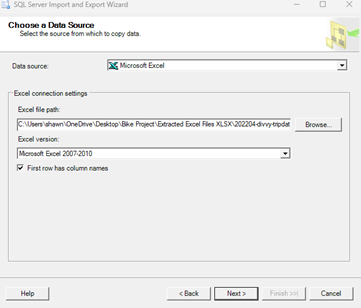 SQL Server Import and Export Wizard
Choose a Data Source
Select the source from which to copy data.
Data source: Microsoft Excel
Excel connection settings
Excel file path:
C:\Users\shawn\OneDrive\Desktop\Bike Project\Extracted Excel Files XLSX\202204-divvy-tripdat Browse...
Excel version:
Microsoft Excel 2007-2010
First row has column names
Help < Back Next > Finish >>| Cancel